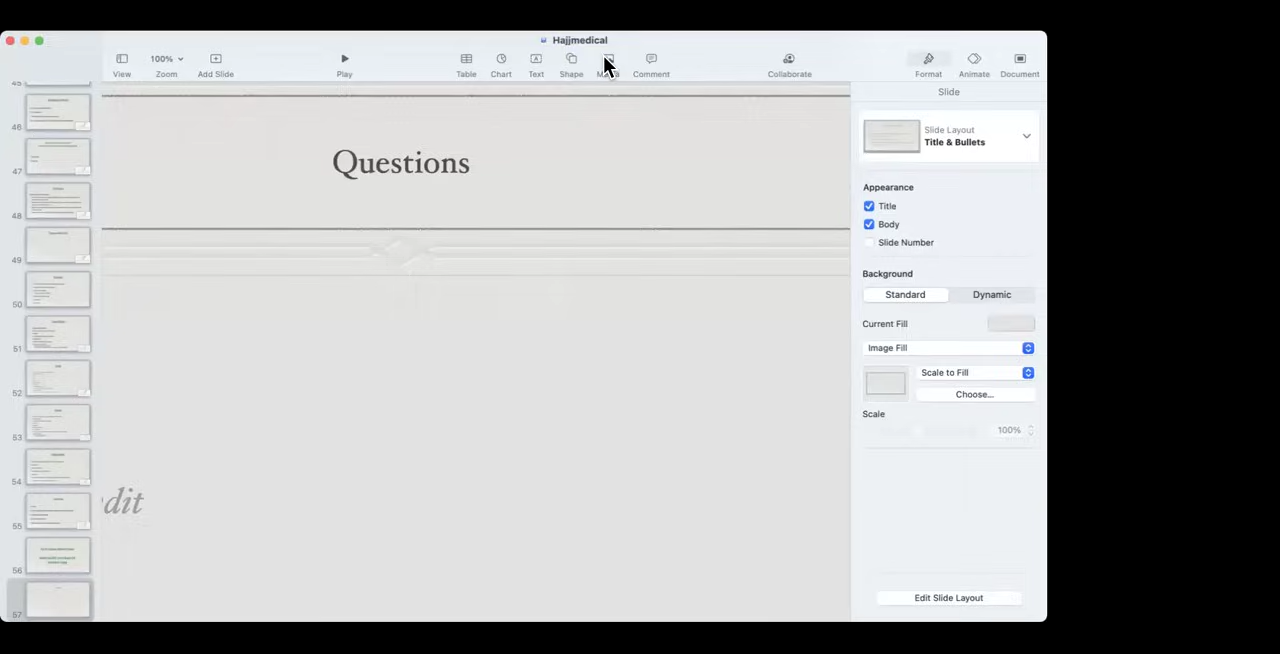 Hajjmedical
100%
View
Zoom
Add Slide
Play
Table
Chart
Text
Shape
Comment
Collaborate
Format
Animate
Document
45
46
47
48
49
50
51
52
53
54
55
56
57
Questions
dit
Slide
Slide Layout
Title & Bullets
Appearance
Title
Body
Slide Number
Background
Standard
Dynamic
Current Fill
Image Fill
Scale to Fill
Choose...
Scale
100%
Edit Slide Layout